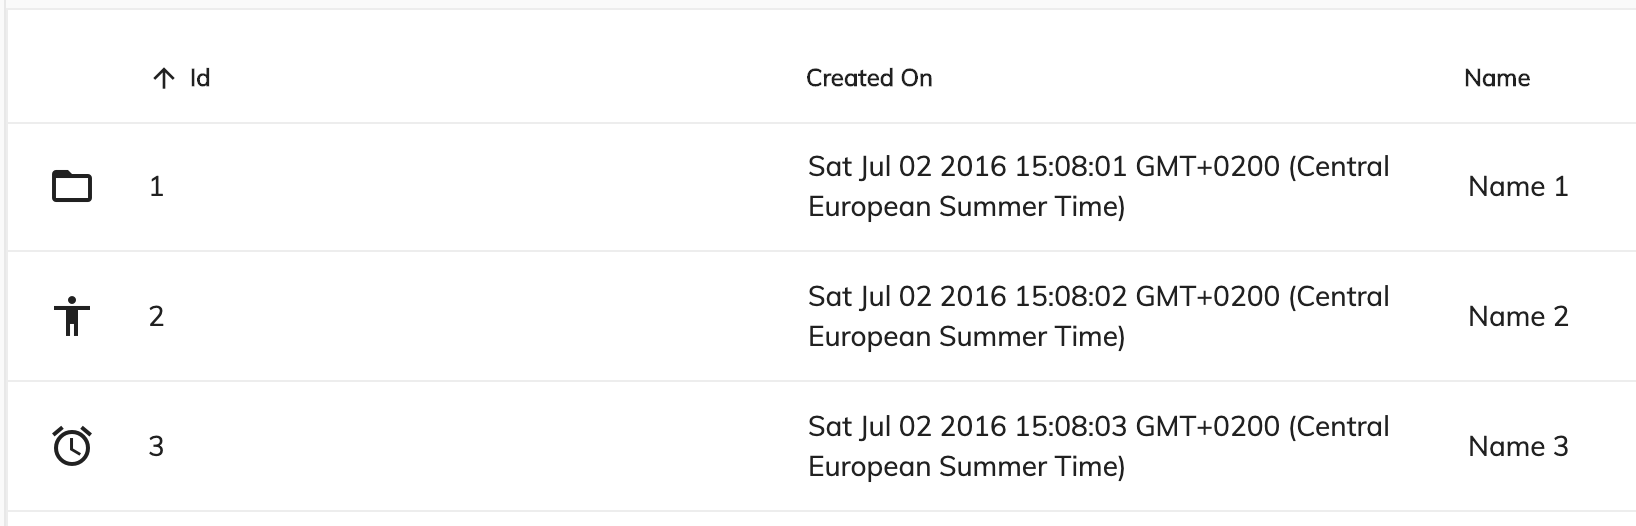 Id Created On Name
1 Sat Jul 02 2016 15:08:01 GMT+0200 (Central
European Summer Time) Name 1
2 Sat Jul 02 2016 15:08:02 GMT+0200 (Central
European Summer Time) Name 2
3 Sat Jul 02 2016 15:08:03 GMT+0200 (Central
European Summer Time) Name 3